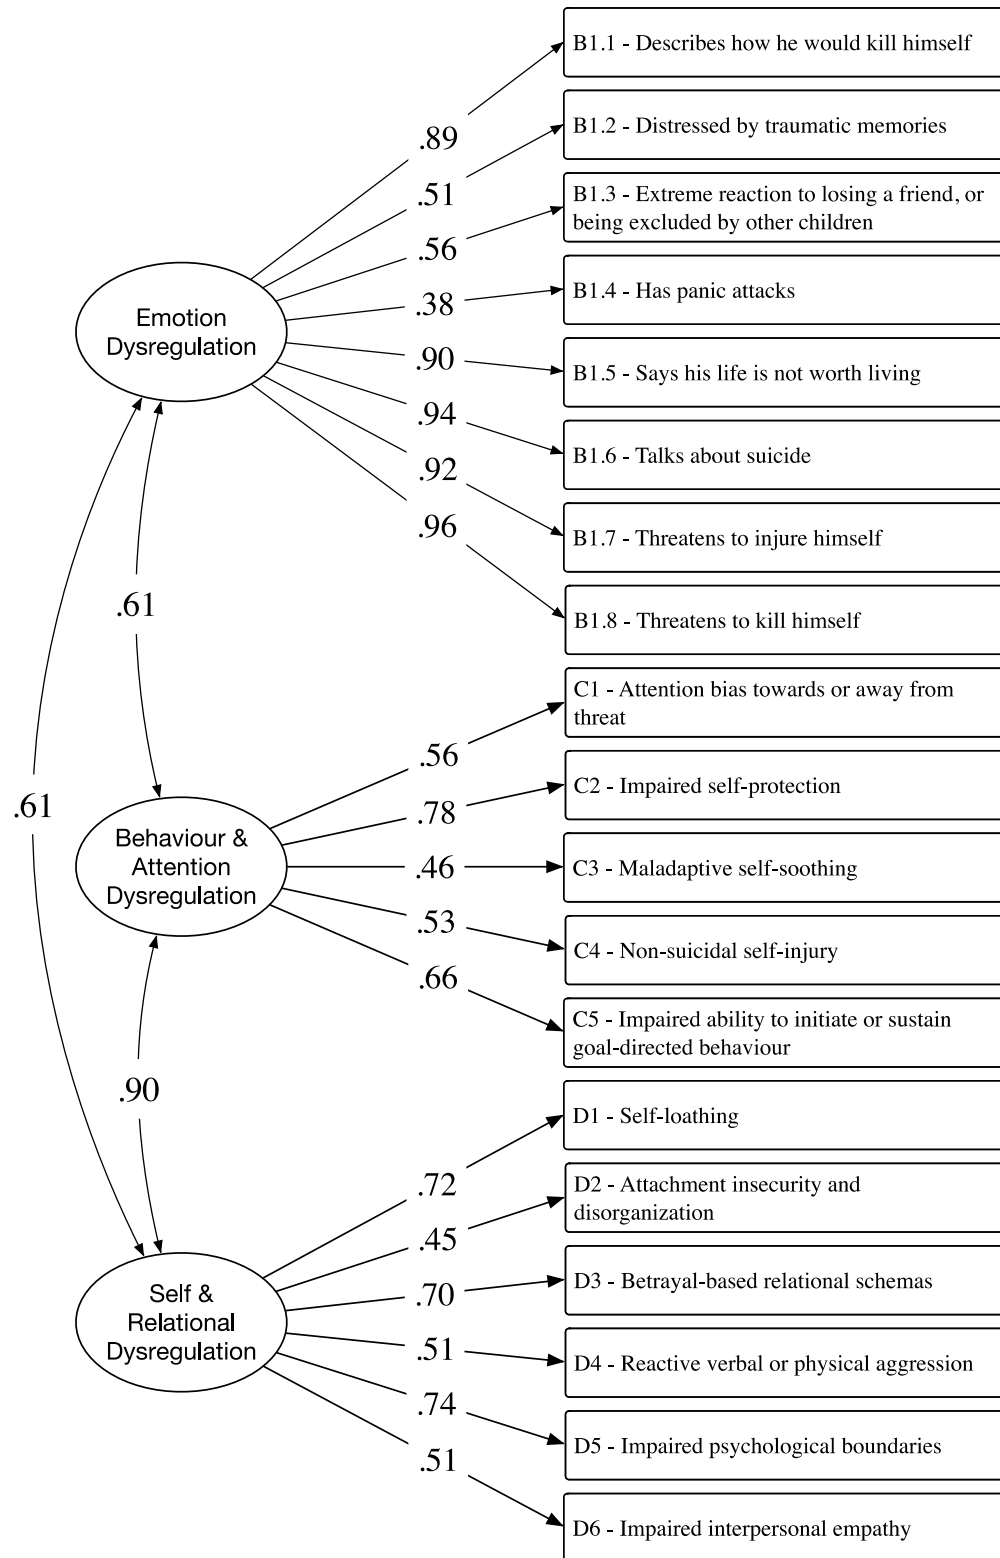 B1.1 - Describes how he would kill himself
.89
B1.2 - Distressed by traumatic memories
.51
B1.3 - Extreme reaction to losing a friend, or
being excluded by other children
.56
B1.4 - Has panic attacks
.38
Emotion
Dysregulation
B1.5 - Says his life is not worth living
.90
.94
B1.6 - Talks about suicide
.92
B1.7 - Threatens to injure himself
.96
B1.8 - Threatens to kill himself
.61
C1 - Attention bias towards or away from
threat
.56
C2 - Impaired self-protection
.61
.78
Behaviour &
Attention
Dysregulation
.46
C3 - Maladaptive self-soothing
.53
C4 - Non-suicidal self-injury
.66
C5 - Impaired ability to initiate or sustain
goal-directed behaviour
.90
D1 - Self-loathing
.72
D2 - Attachment insecurity and
disorganization
.45
D3 - Betrayal-based relational schemas
.70
Self &
Relational
Dysregulation
.51
D4 - Reactive verbal or physical aggression
.74
D5 - Impaired psychological boundaries
.51
D6 - Impaired interpersonal empathy